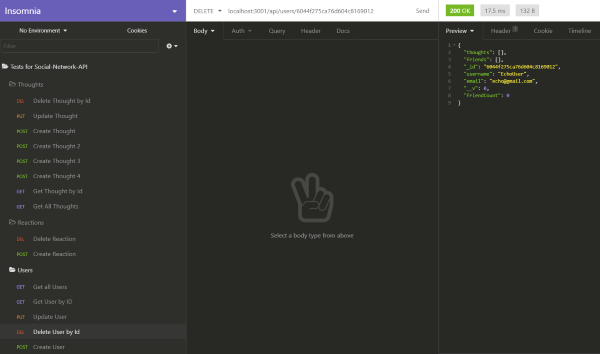 Insomnia
DELETE localhost:3001/api/users/6044f275ca76d604c8169012 Send
200 OK 17.5 ms 132 B
No Environment Cookies
Body Auth Query Header Docs
Preview Header Cookie Timeline
Filter
Tests for Social-Network-API
Thoughts
DEL Delete Thought by Id
PUT Update Thought
POST Create Thought
POST Create Thought 2
POST Create Thought 3
POST Create Thought 4
GET Get Thought by Id
GET Get All Thoughts
Reactions
DEL Delete Reaction
POST Create Reaction
Users
GET Get all Users
GET Get User by ID
PUT Update User
DEL Delete User by Id
POST Create User
Select a body type from above
1 {
2 "thoughts": [],
3 "friends": [],
4 "_id": "6044f275ca76d604c8169012",
5 "username": "EchoUser",
6 "email": "echo@gmail.com",
7 "__v": 0,
8 "friendCount": 0
9 }